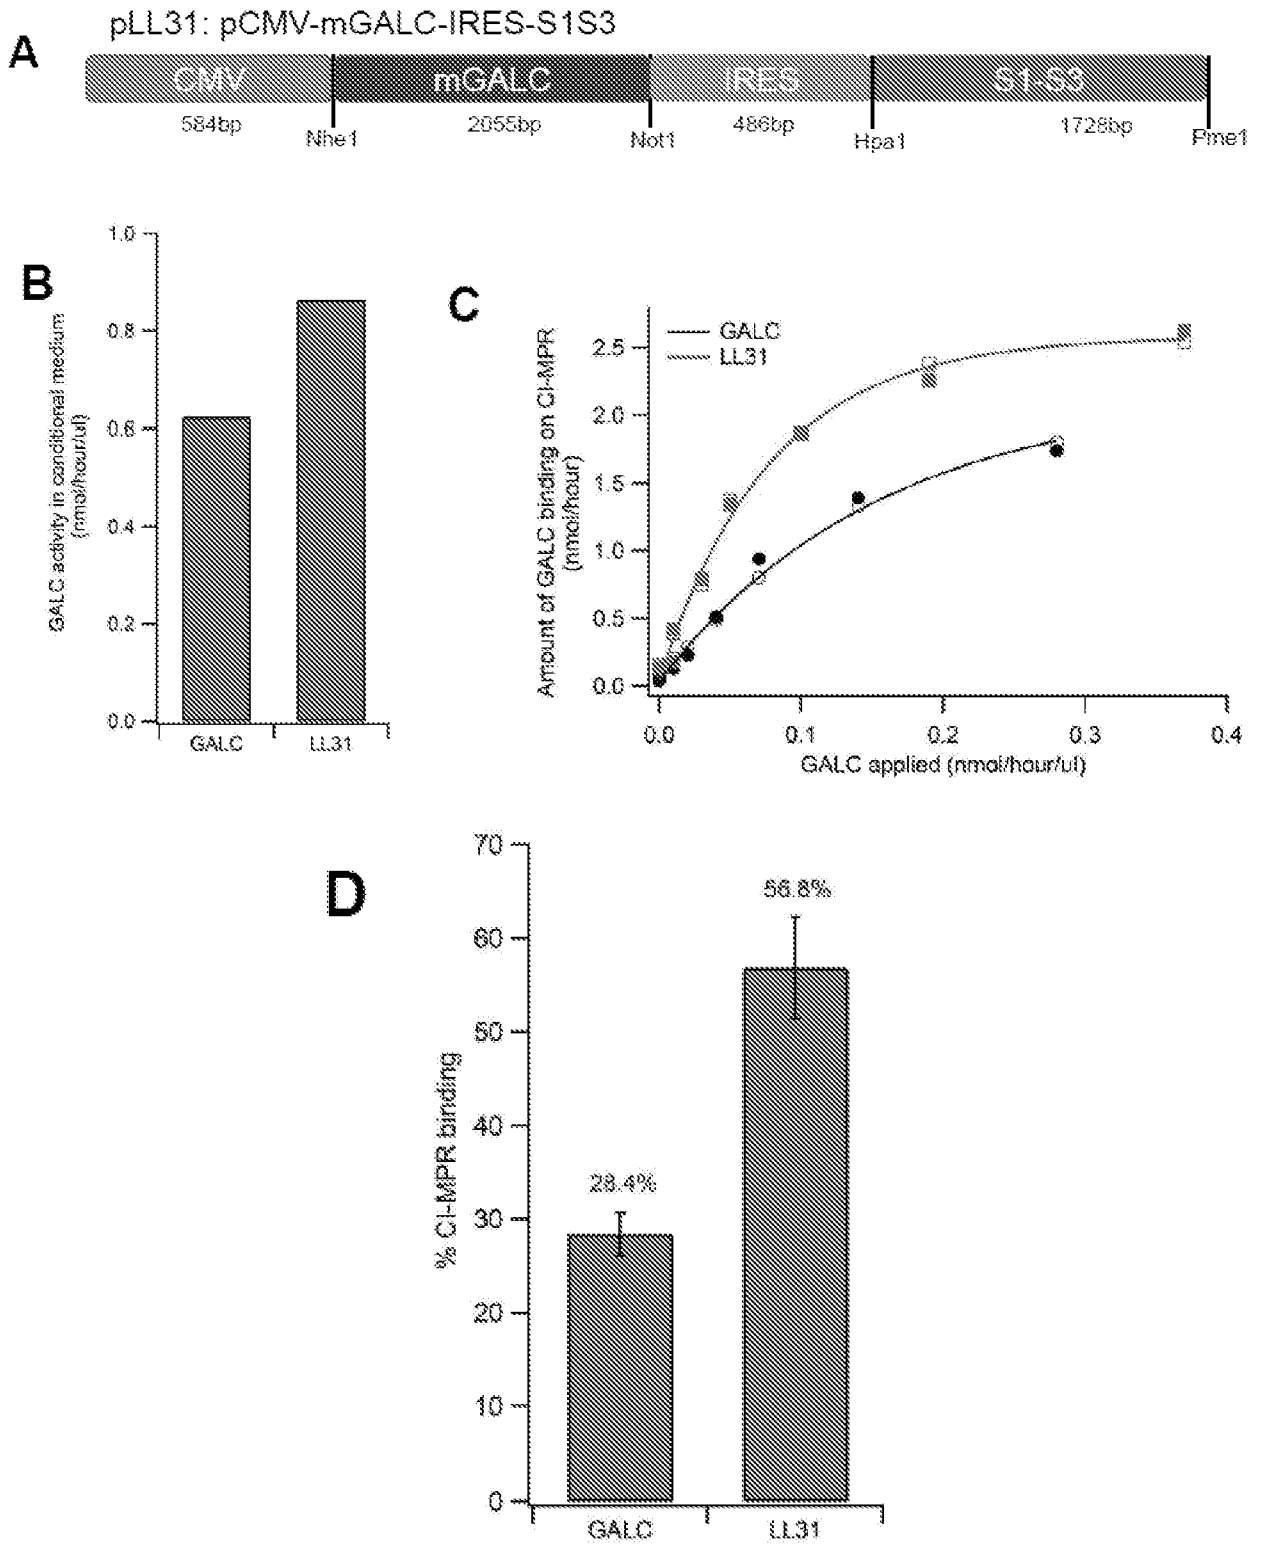 pLL31: pCMV-mGALC-IRES-S1S3
A
CMV mGALC IRES S1-S3
584bp 2055bp 486bp 1728bp
Nhe1 Not1 Hpa1 Pme1
B
GALC activity in conditional medium
(nmol/hour/ul)
1.0
0.8
0.6
0.4
0.2
0.0
GALC LL31
C
Amount of GALC binding on CI-MPR
(nmol/hour)
GALC
LL31
2.5
2.0
1.5
1.0
0.5
0.0
0.0 0.1 0.2 0.3 0.4
GALC applied (nmol/hour/ul)
D
% CI-MPR binding
70
60
50
40
30
20
10
0
56.8%
28.4%
GALC LL31